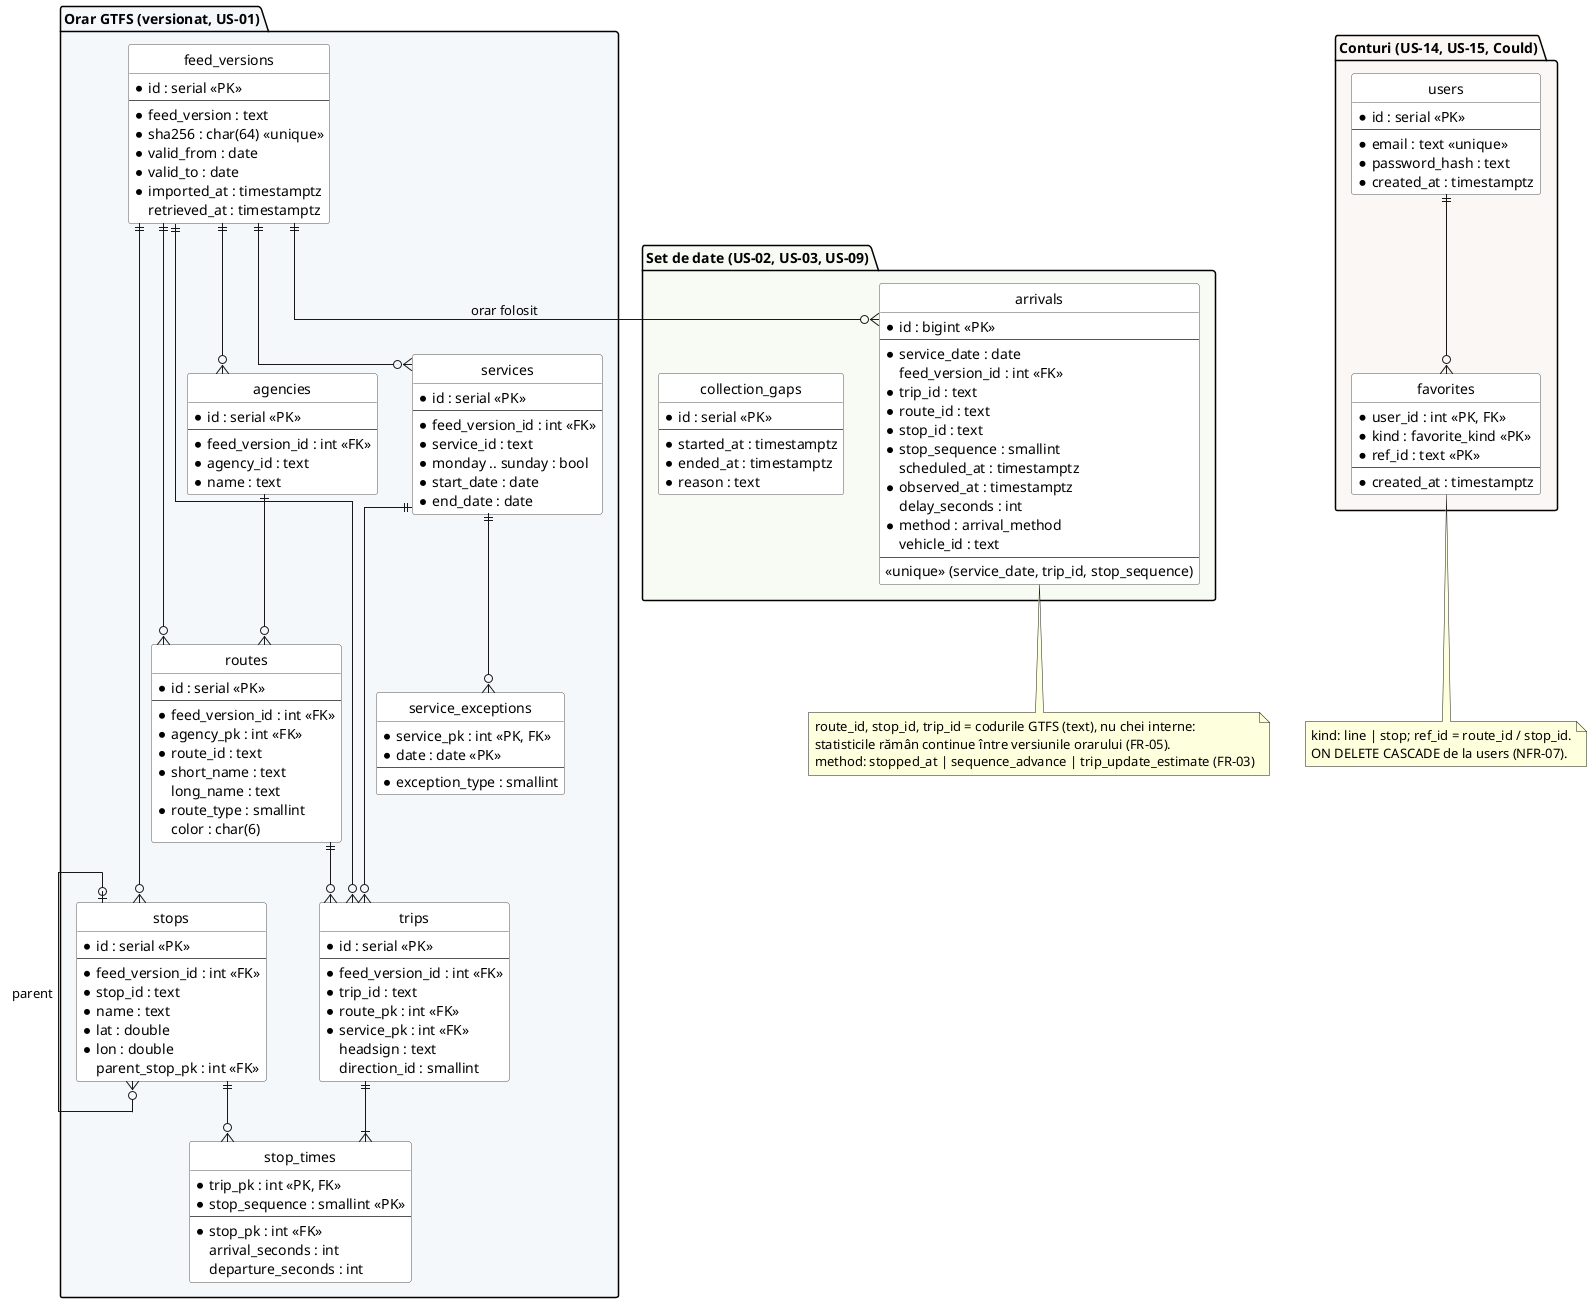 Orar GTFS (versionat, US-01)
feed_versions
* id : serial «PK»
* feed_version : text
* sha256 : char(64) «unique»
* valid_from : date
* valid_to : date
* imported_at : timestamptz
retrieved_at : timestamptz
agencies
* id : serial «PK»
* feed_version_id : int «FK»
* agency_id : text
* name : text
services
* id : serial «PK»
* feed_version_id : int «FK»
* service_id : text
* monday .. sunday : bool
* start_date : date
* end_date : date
routes
* id : serial «PK»
* feed_version_id : int «FK»
* agency_pk : int «FK»
* route_id : text
* short_name : text
long_name : text
* route_type : smallint
color : char(6)
service_exceptions
* service_pk : int «PK, FK»
* date : date «PK»
* exception_type : smallint
parent
stops
* id : serial «PK»
* feed_version_id : int «FK»
* stop_id : text
* name : text
* lat : double
* lon : double
parent_stop_pk : int «FK»
trips
* id : serial «PK»
* feed_version_id : int «FK»
* trip_id : text
* route_pk : int «FK»
* service_pk : int «FK»
headsign : text
direction_id : smallint
stop_times
* trip_pk : int «PK, FK»
* stop_sequence : smallint «PK»
* stop_pk : int «FK»
arrival_seconds : int
departure_seconds : int
orar folosit
Set de date (US-02, US-03, US-09)
collection_gaps
* id : serial «PK»
* started_at : timestamptz
* ended_at : timestamptz
* reason : text
arrivals
* id : bigint «PK»
* service_date : date
feed_version_id : int «FK»
* trip_id : text
* route_id : text
* stop_id : text
* stop_sequence : smallint
scheduled_at : timestamptz
* observed_at : timestamptz
delay_seconds : int
* method : arrival_method
vehicle_id : text
«unique» (service_date, trip_id, stop_sequence)
route_id, stop_id, trip_id = codurile GTFS (text), nu chei interne:
statisticile rămân continue între versiunile orarului (FR-05).
method: stopped_at | sequence_advance | trip_update_estimate (FR-03)
Conturi (US-14, US-15, Could)
users
* id : serial «PK»
* email : text «unique»
* password_hash : text
* created_at : timestamptz
favorites
* user_id : int «PK, FK»
* kind : favorite_kind «PK»
* ref_id : text «PK»
* created_at : timestamptz
kind: line | stop; ref_id = route_id / stop_id.
ON DELETE CASCADE de la users (NFR-07).